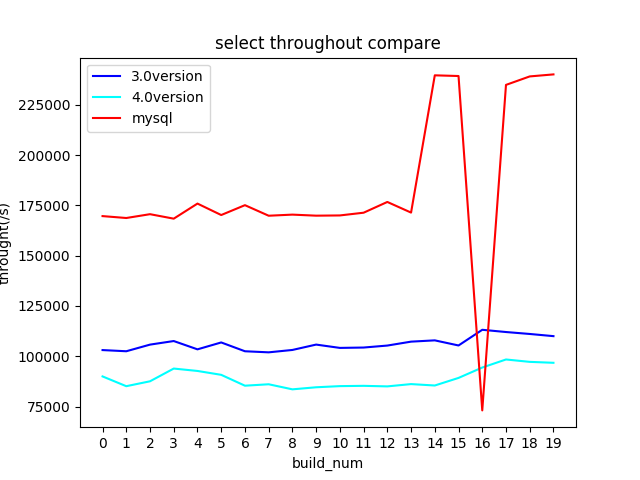 select throughout compare
3.0version
4.0version
mysql
225000
200000
175000
150000
125000
100000
75000
throught(/s)
0 1 2 3 4 5 6 7 8 9 10 11 12 13 14 15 16 17 18 19
build_num